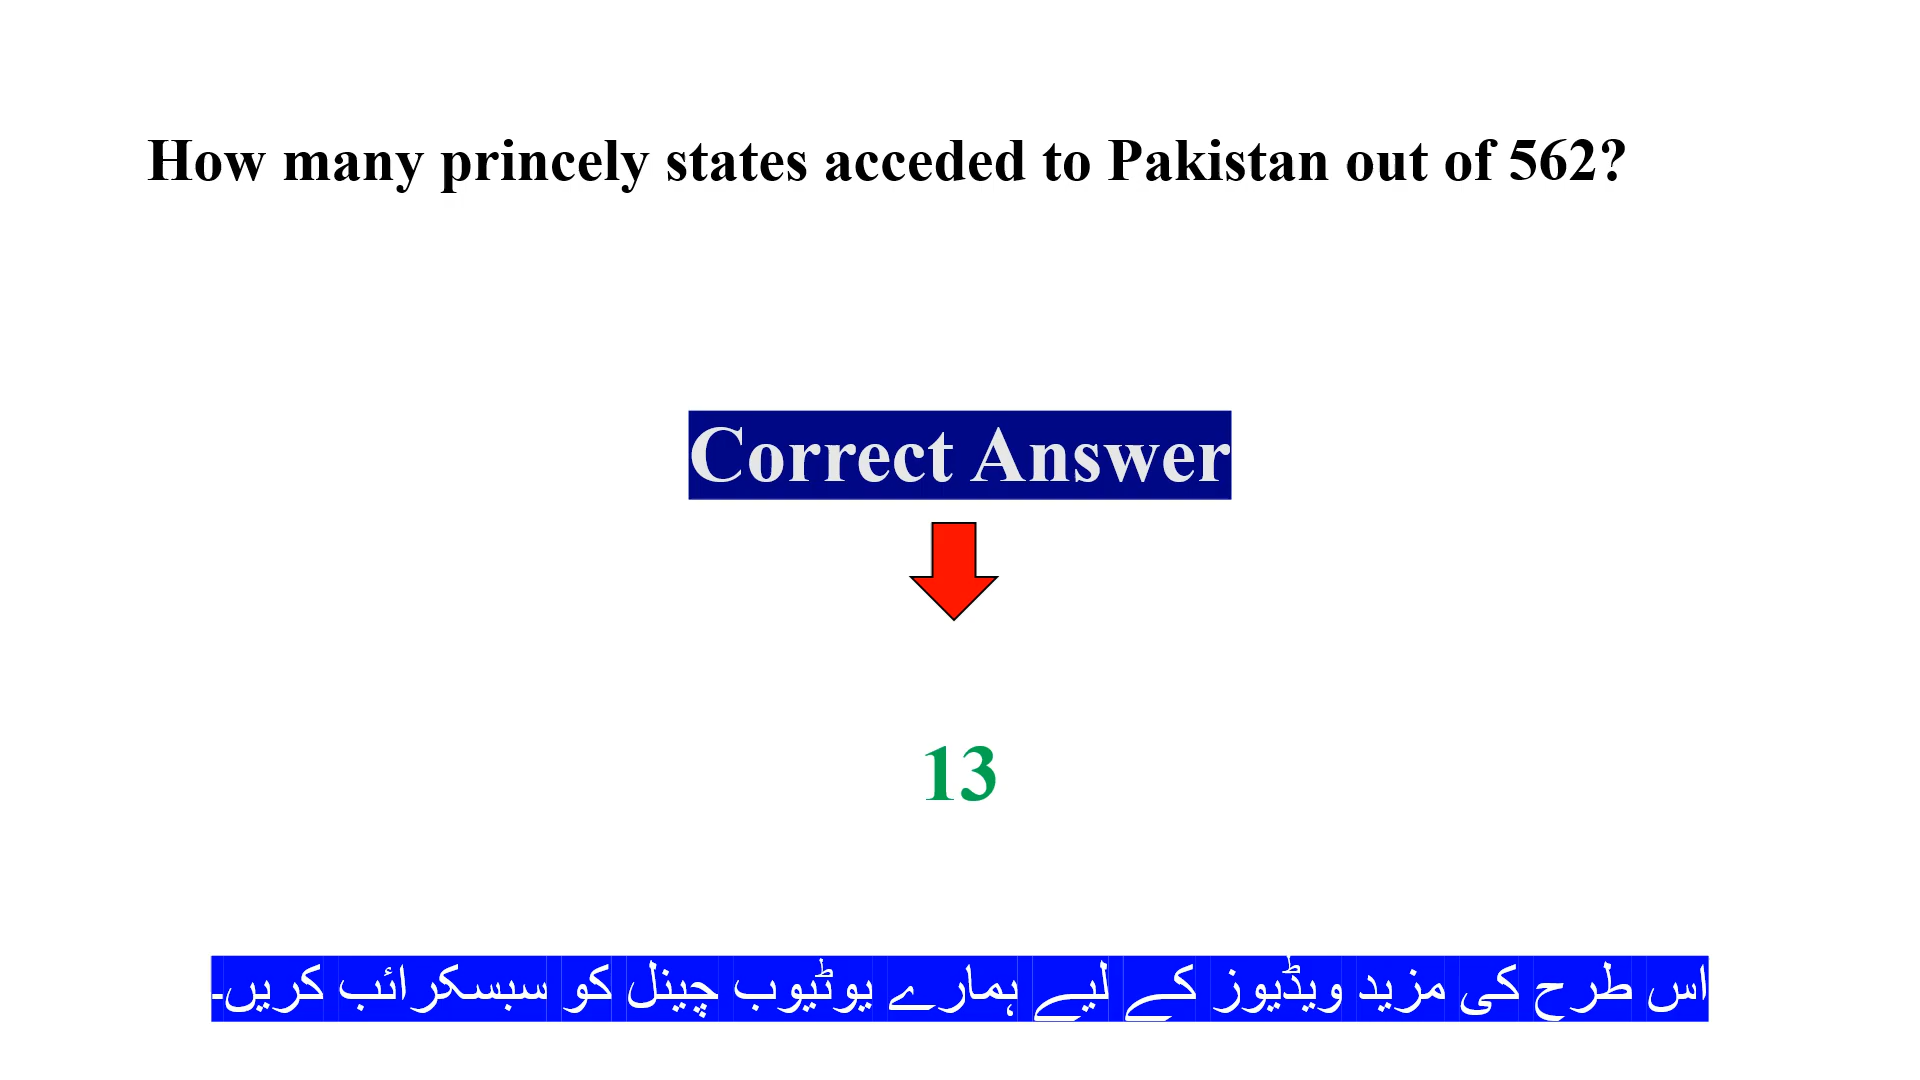 How many princely states acceded to Pakistan out of 562?
Correct Answer
13
اس طرح کی مزید ویڈیوز کے لیے ہمارے یوٹیوب چینل کو سبسکرائب کریں۔